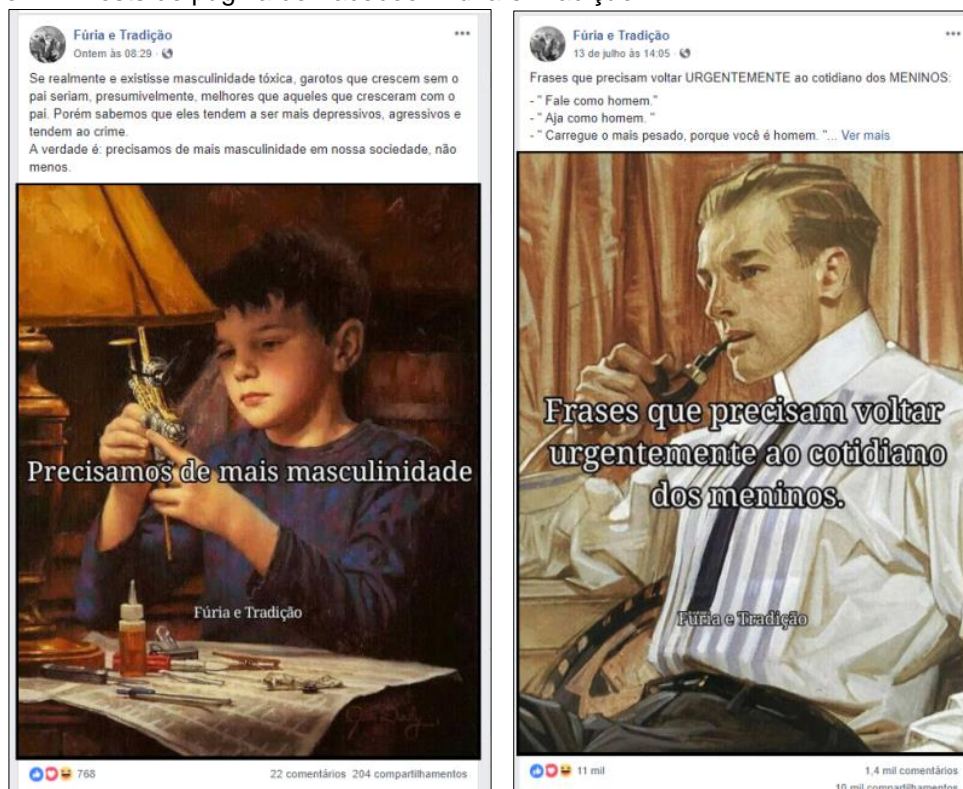 Fúria e Tradição
Ontem às 08:29
Se realmente e existisse masculinidade tóxica, garotos que crescem sem o
pai seriam, presumivelmente, melhores que aqueles que cresceram com o
pai. Porém sabemos que eles tendem a ser mais depressivos, agressivos e
tendem ao crime.
A verdade é: precisamos de mais masculinidade em nossa sociedade, não
menos.
Precisamos de mais masculinidade
Fúria e Tradição
768
22 comentários 204 compartilhamentos
Fúria e Tradição
13 de julho às 14:05
Frases que precisam voltar URGENTEMENTE ao cotidiano dos MENINOS:
- " Fale como homem."
- " Aja como homem. "
- " Carregue o mais pesado, porque você é homem. "... Ver mais
Frases que precisam voltar
urgentemente ao cotidiano
dos meninos.
Fúria e Tradição
11 mil
1,4 mil comentários
10 mil compartilhamentos